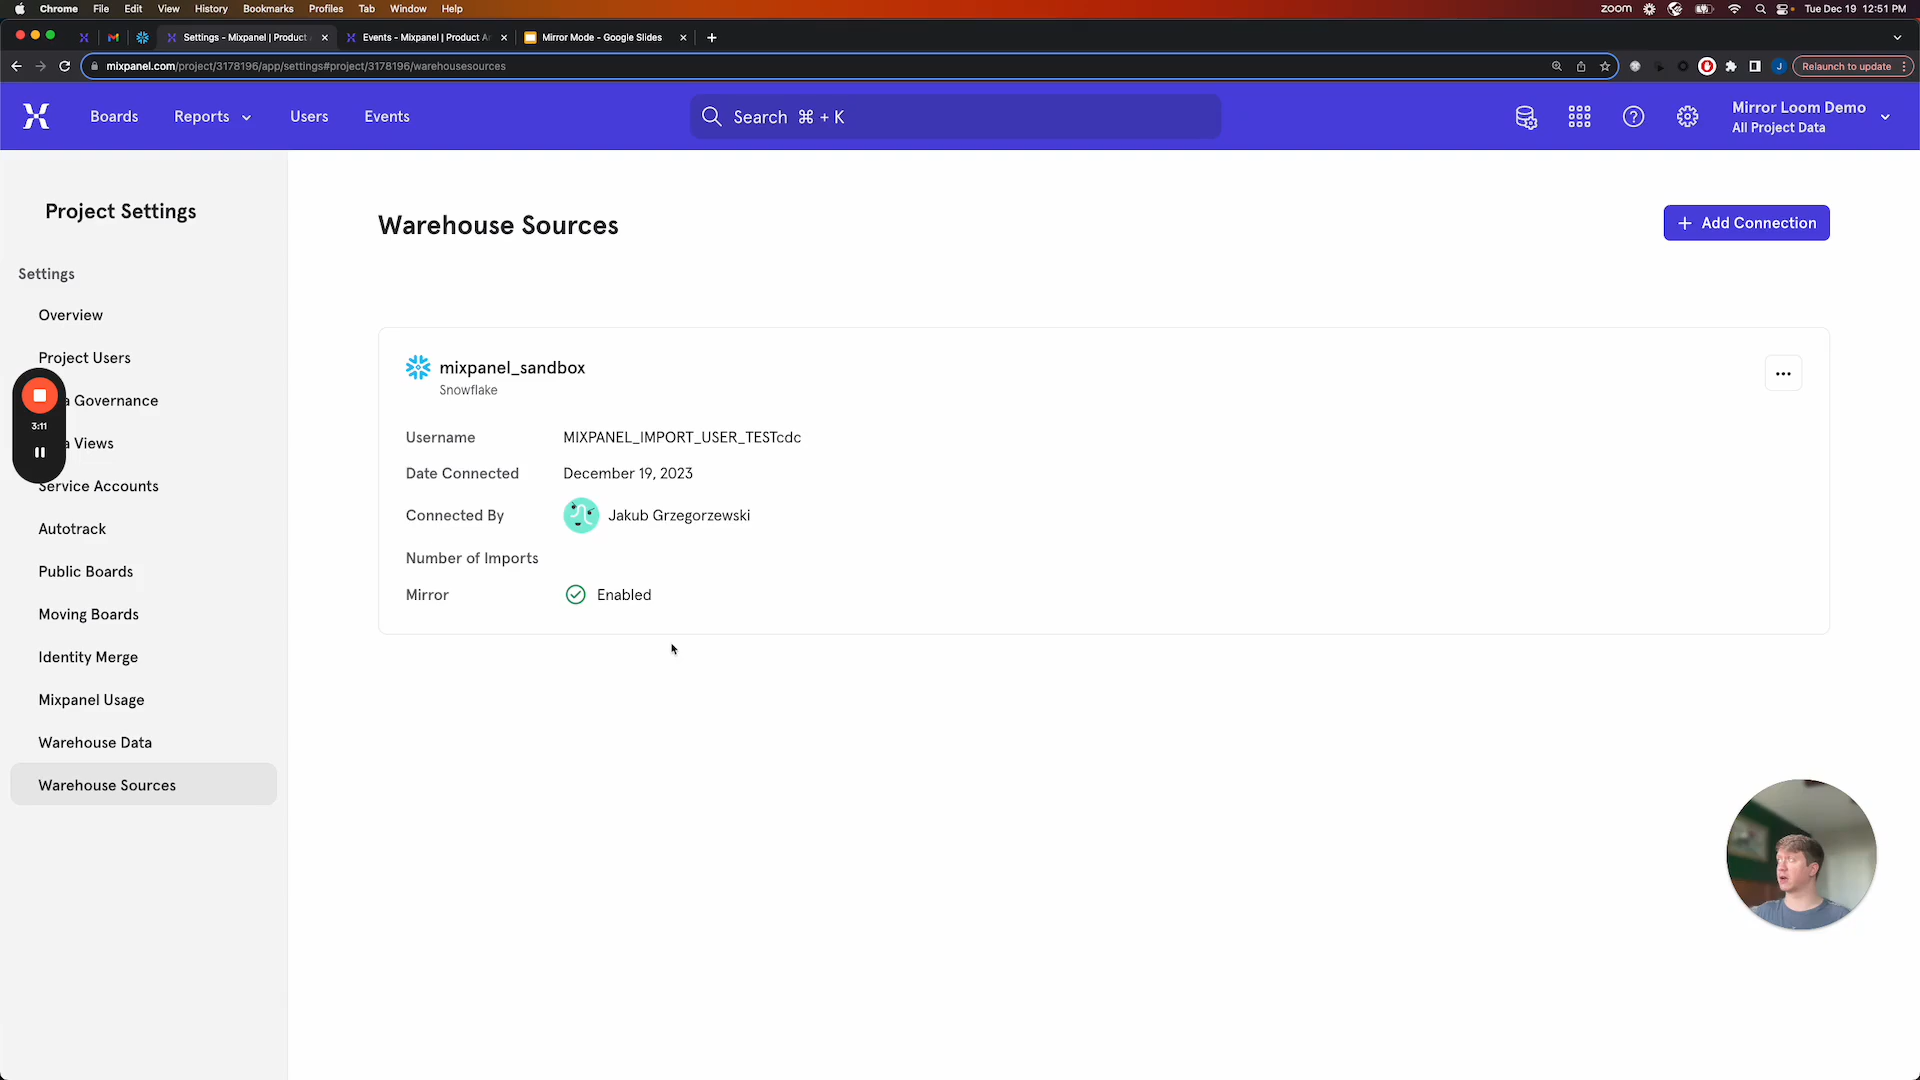 Chrome File Edit View History Bookmarks Profiles Tab Window Help
zoom Tue Dec 19 12:51 PM
Settings - Mixpanel | Product
Events - Mixpanel | Product A
Mirror Mode - Google Slides
mixpanel.com/project/3178196/app/settings#project/3178196/warehousesources
J
Relaunch to update
Boards
Reports
Users
Events
Search ⌘ + K
Mirror Loom Demo
All Project Data
Project Settings
Settings
Overview
Project Users
a Governance
a Views
Service Accounts
Autotrack
Public Boards
Moving Boards
Identity Merge
Mixpanel Usage
Warehouse Data
Warehouse Sources
3:11
Warehouse Sources
+ Add Connection
mixpanel_sandbox
Snowflake
Username MIXPANEL_IMPORT_USER_TESTcdc
Date Connected December 19, 2023
Connected By Jakub Grzegorzewski
Number of Imports
Mirror Enabled